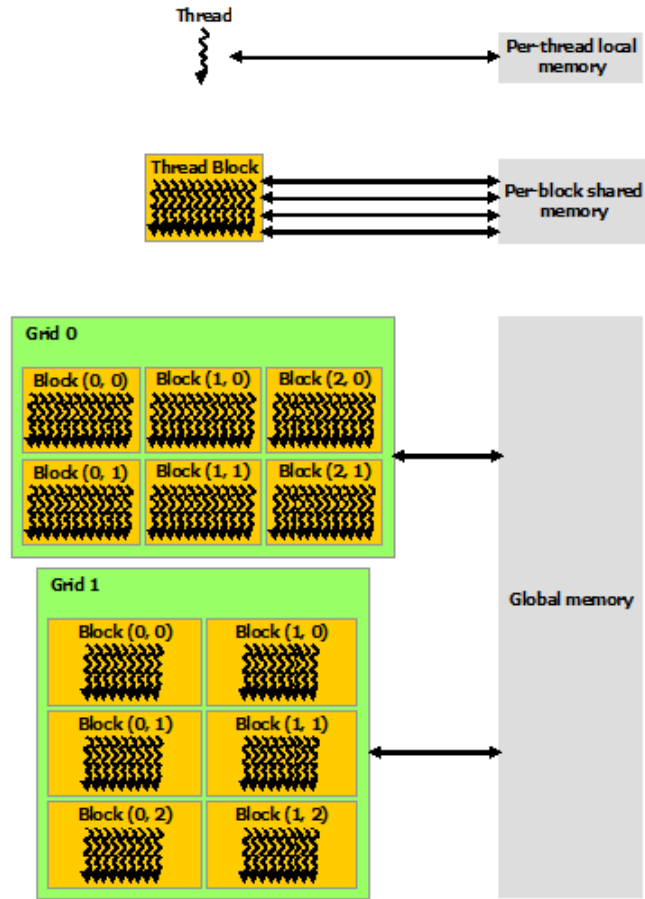 Thread
Per-thread local
memory
Thread Block
Per-block shared
memory
Grid 0
Block (0, 0) Block (1, 0) Block (2, 0)
Block (0, 1) Block (1, 1) Block (2, 1)
Grid 1
Block (0, 0) Block (1, 0)
Block (0, 1) Block (1, 1)
Block (0, 2) Block (1, 2)
Global memory